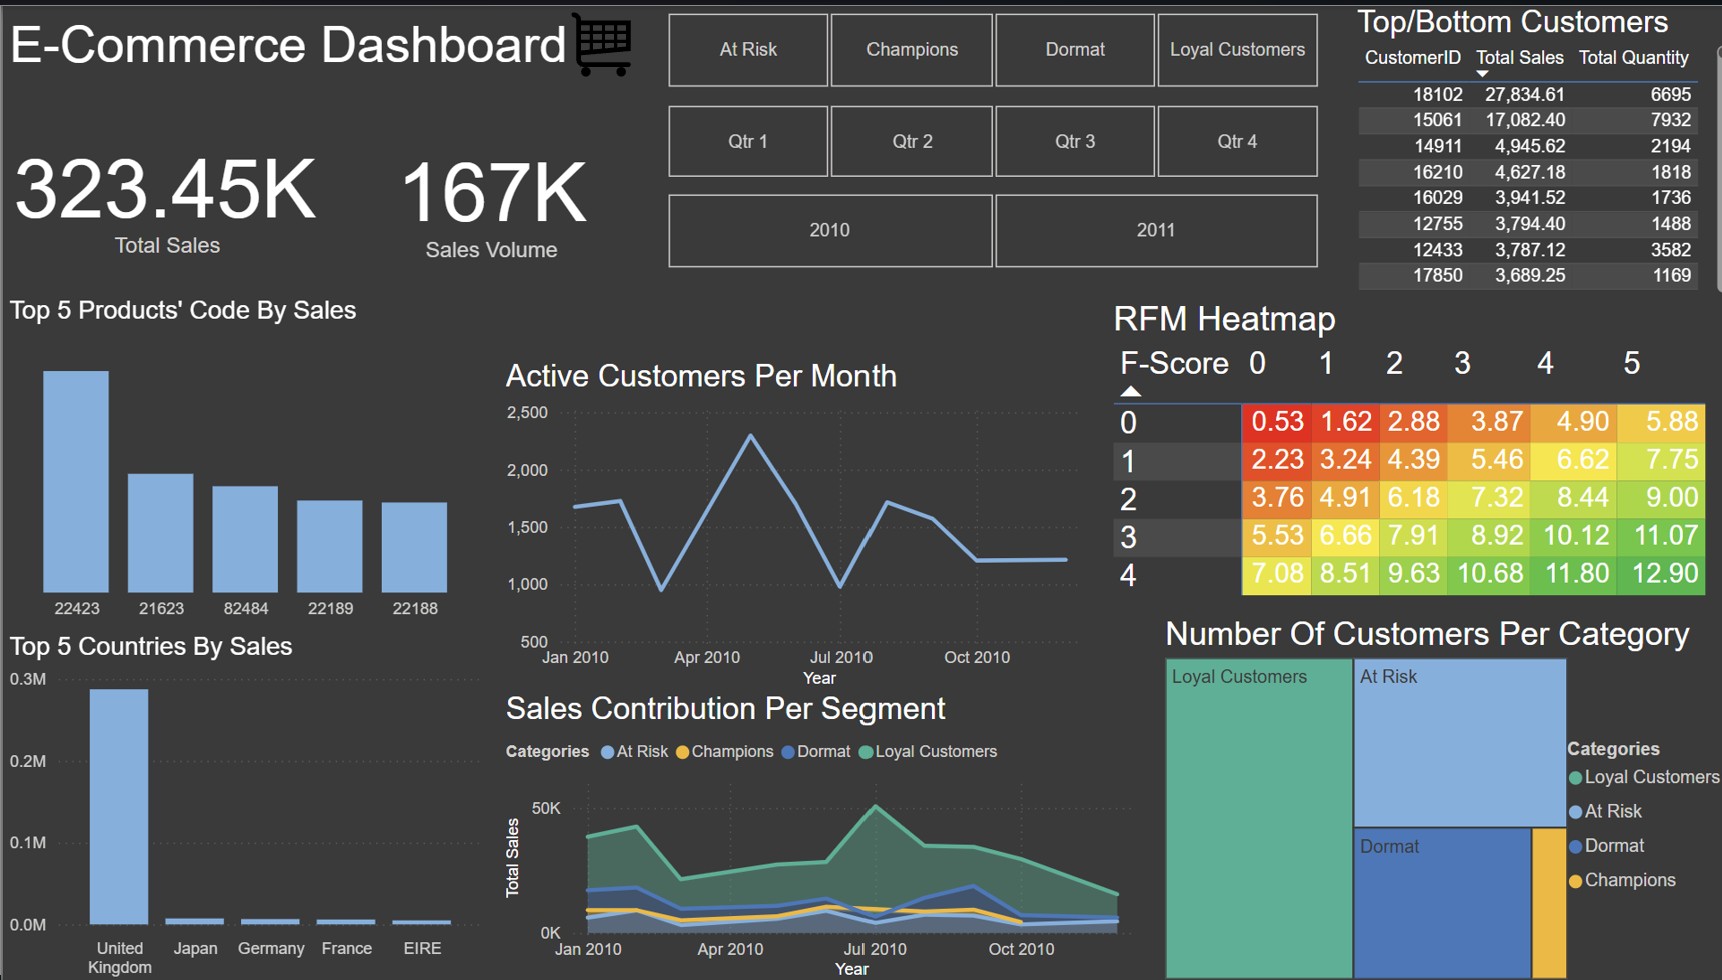 E-Commerce Dashboard
323.45K
Total Sales
167K
Sales Volume
At Risk Champions Dormat Loyal Customers
Qtr 1 Qtr 2 Qtr 3 Qtr 4
2010 2011
Top/Bottom Customers
CustomerID Total Sales Total Quantity
18102 27,834.61 6695
15061 17,082.40 7932
14911 4,945.62 2194
16210 4,627.18 1818
16029 3,941.52 1736
12755 3,794.40 1488
12433 3,787.12 3582
17850 3,689.25 1169
Top 5 Products' Code By Sales
22423 21623 82484 22189 22188
Top 5 Countries By Sales
0.3M
0.2M
0.1M
0.0M
United Kingdom Japan Germany France EIRE
Active Customers Per Month
2,500
2,000
1,500
1,000
500
Jan 2010 Apr 2010 Jul 2010 Oct 2010
Year
Sales Contribution Per Segment
Categories At Risk Champions Dormat Loyal Customers
Total Sales
50K
0K
Jan 2010 Apr 2010 Jul 2010 Oct 2010
Year
RFM Heatmap
F-Score 0 1 2 3 4 5
0 0.53 1.62 2.88 3.87 4.90 5.88
1 2.23 3.24 4.39 5.46 6.62 7.75
2 3.76 4.91 6.18 7.32 8.44 9.00
3 5.53 6.66 7.91 8.92 10.12 11.07
4 7.08 8.51 9.63 10.68 11.80 12.90
Number Of Customers Per Category
Loyal Customers
At Risk
Dormat
Categories
Loyal Customers
At Risk
Dormat
Champions